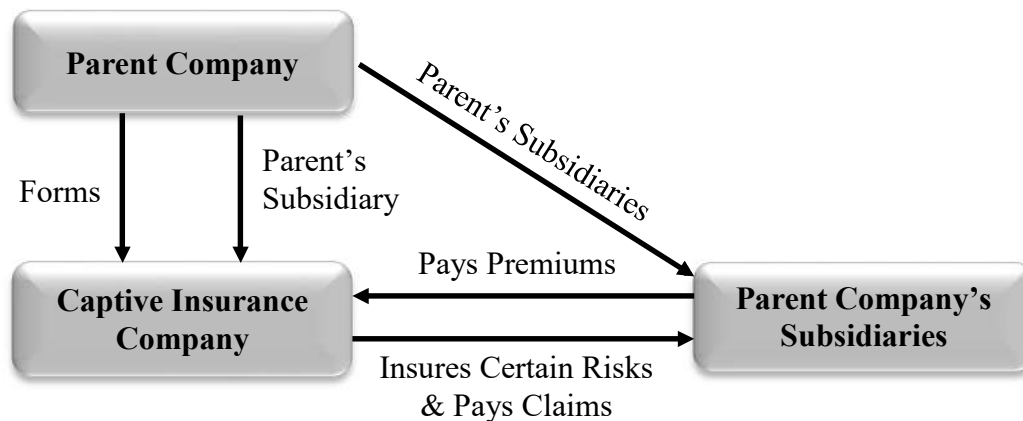 Parent Company
Parent’s Subsidiaries
Forms
Parent’s
Subsidiary
Pays Premiums
Captive Insurance
Company
Parent Company’s
Subsidiaries
Insures Certain Risks
& Pays Claims